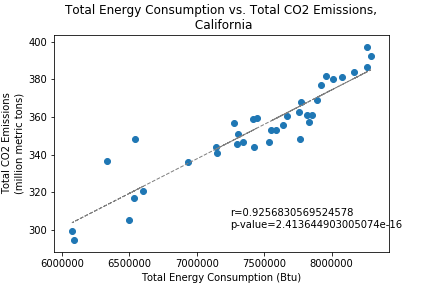 Total Energy Consumption vs. Total CO2 Emissions,
California
Total CO2 Emissions
(million metric tons)
400
380
360
340
320
300
r=0.9256830569524578
p-value=2.413644903005074e-16
6000000 6500000 7000000 7500000 8000000
Total Energy Consumption (Btu)